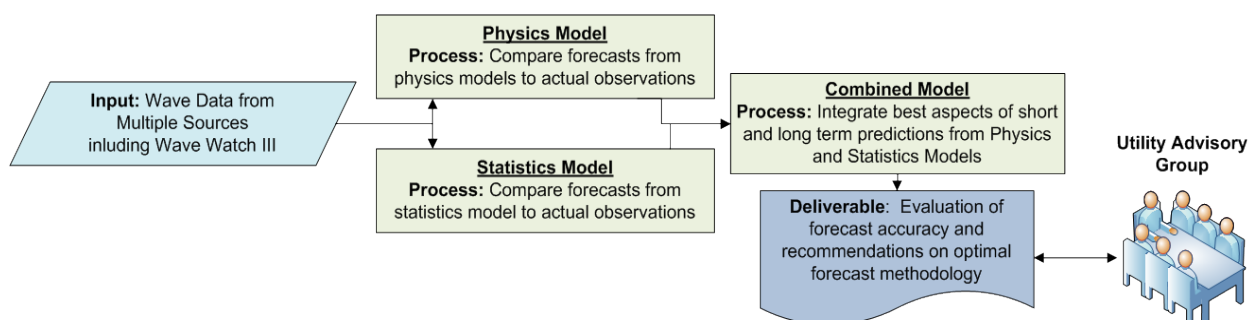 Input: Wave Data from
Multiple Sources
inluding Wave Watch III
Physics Model
Process: Compare forecasts from
physics models to actual observations
Statistics Model
Process: Compare forecasts from
statistics model to actual observations
Combined Model
Process: Integrate best aspects of short
and long term predictions from Physics
and Statistics Models
Deliverable:  Evaluation of
forecast accuracy and
recommendations on optimal
forecast methodology
Utility Advisory
Group